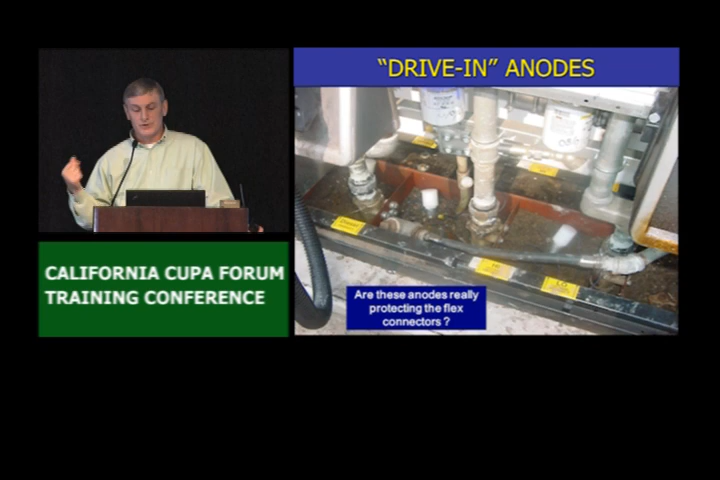 "DRIVE-IN" ANODES
CALIFORNIA CUPA FORUM
TRAINING CONFERENCE
Are these anodes really
protecting the flex
connectors ?